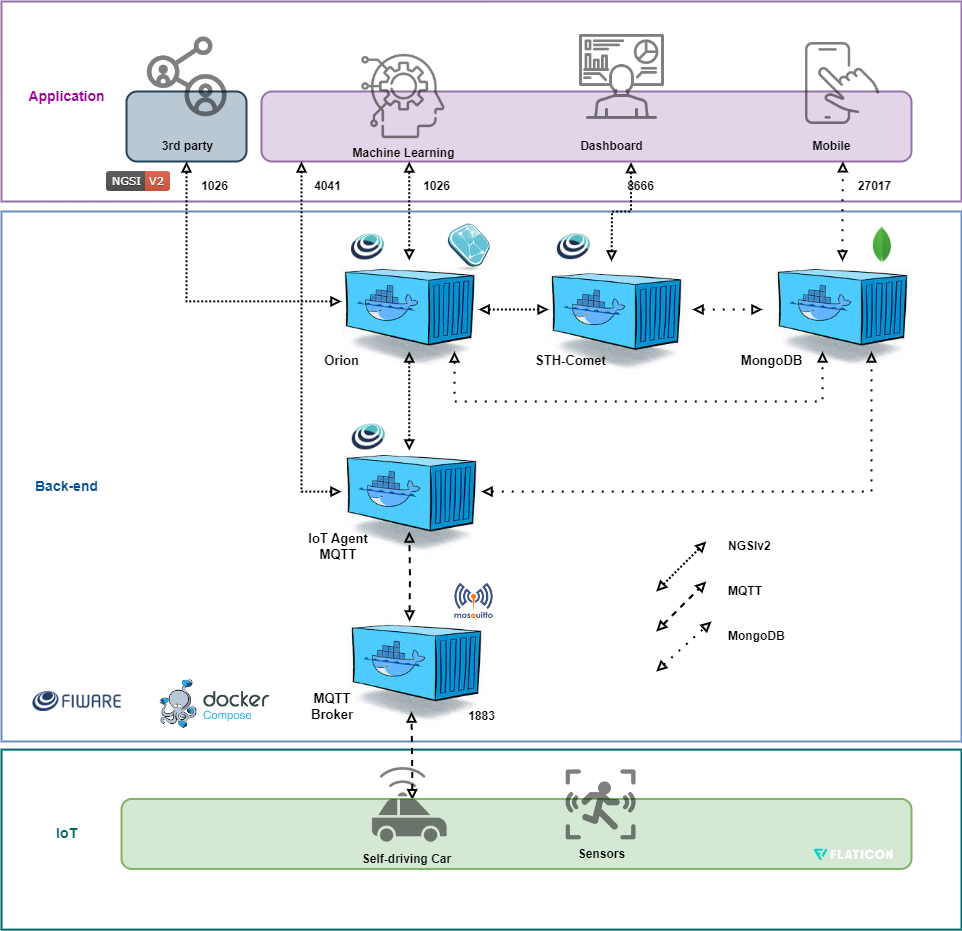 Application
3rd party
Machine Learning
Dashboard
Mobile
NGSI V2
1026
4041
1026
8666
27017
Orion
STH-Comet
MongoDB
Back-end
IoT Agent
MQTT
NGSIv2
MQTT
MongoDB
mosquitto
FIWARE
docker
Compose
MQTT
Broker
1883
IoT
Self-driving Car
Sensors
FLATICON